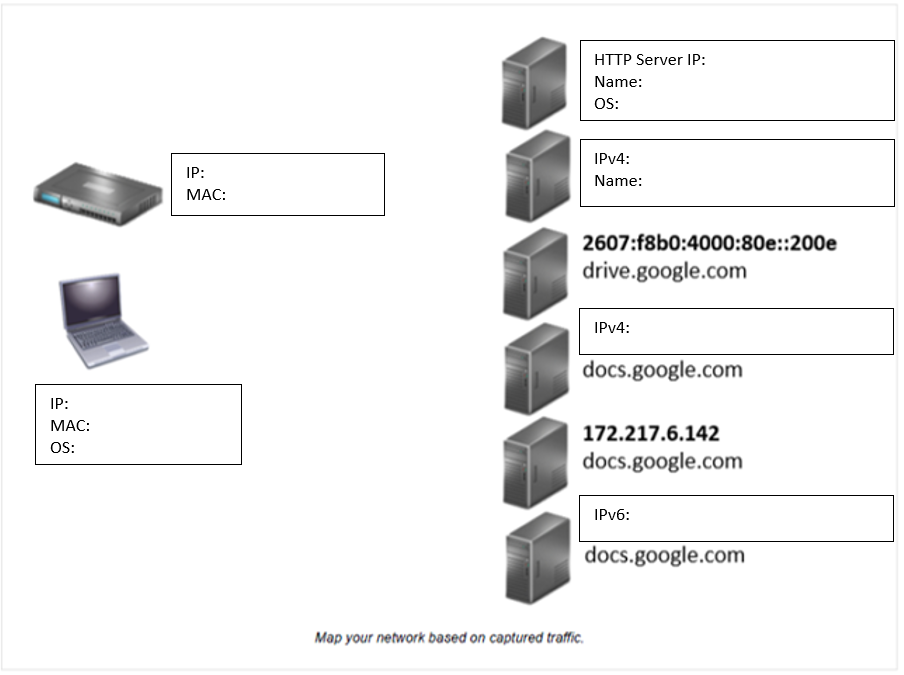 HTTP Server IP:
Name:
OS:
IP:
MAC:
IPv4:
Name:
2607:f8b0:4000:80e::200e
drive.google.com
IPv4:
docs.google.com
IP:
MAC:
OS:
172.217.6.142
docs.google.com
IPv6:
docs.google.com
Map your network based on captured traffic.